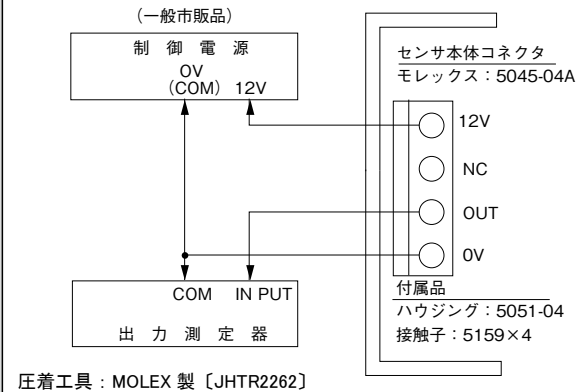 (一般市販品)
制御電源
0V
(COM) 12V
センサ本体コネクタ
モレックス：5045-04A
12V
NC
OUT
0V
COM IN PUT
出力測定器
付属品
ハウジング：5051-04
接触子：5159×4
圧着工具：MOLEX 製〔JHTR2262〕